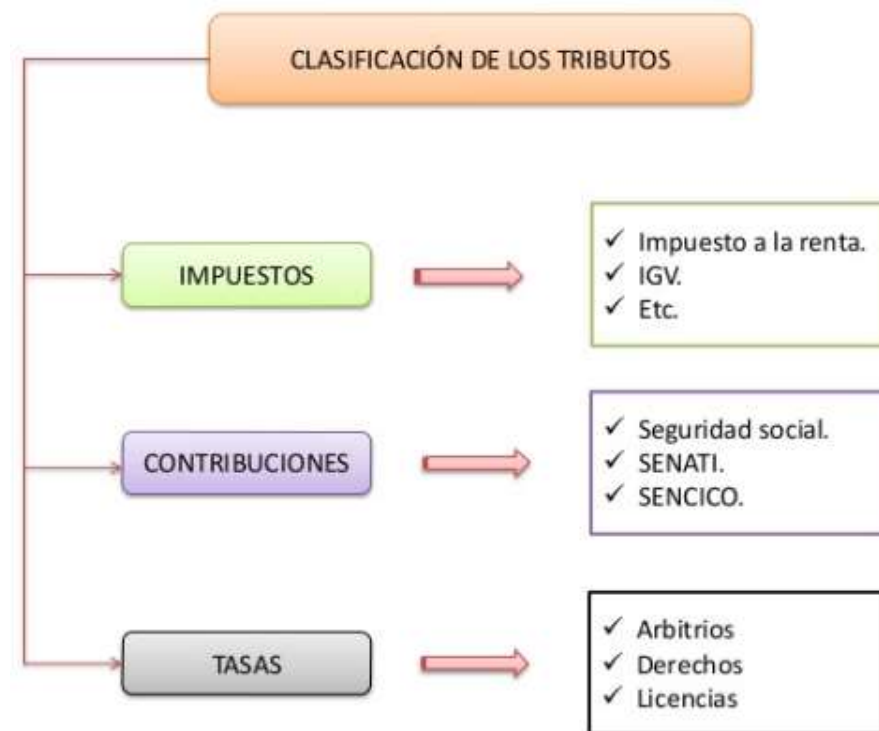 CLASIFICACIÓN DE LOS TRIBUTOS
IMPUESTOS
✓ Impuesto a la renta.
✓ IGV.
✓ Etc.
CONTRIBUCIONES
✓ Seguridad social.
✓ SENATI.
✓ SENCICO.
TASAS
✓ Arbitrios
✓ Derechos
✓ Licencias